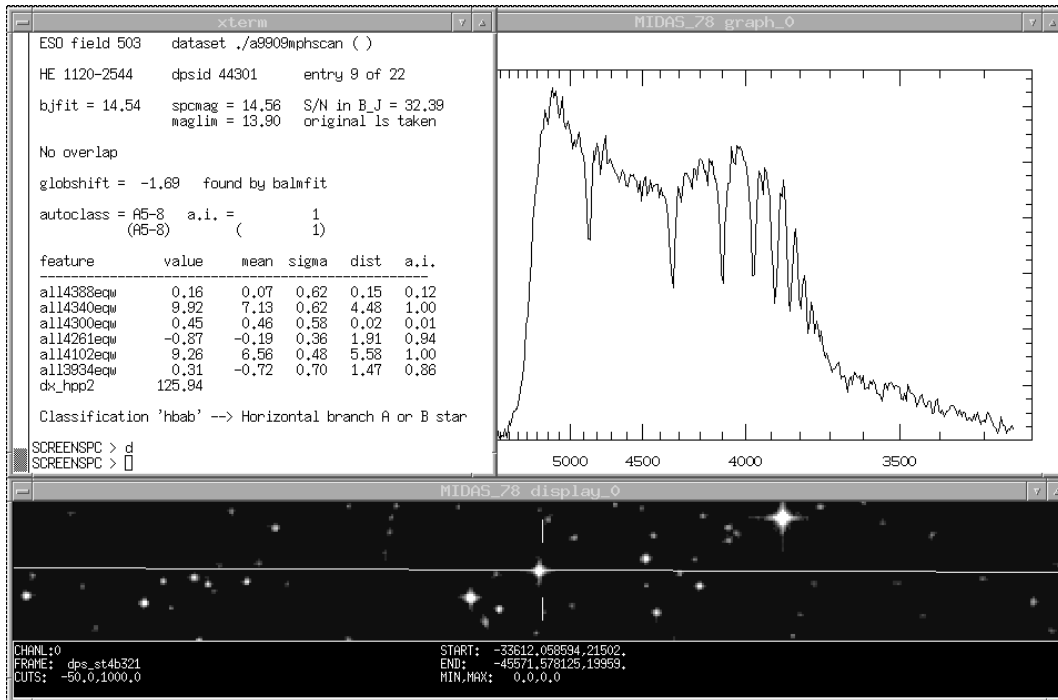 xterm
ESO field 503 dataset ./a9909mphscan ( )
HE 1120-2544 dpsid 44301 entry 9 of 22
bjfit = 14.54 spcmag = 14.56 S/N in B_J = 32.39
maglim = 13.90 original ls taken
No overlap
globshift = -1.69 found by balmfit
autoclass = A5-8 a.i. = 1
(A5-8) ( 1)
feature value mean sigma dist a.i.
all4388eqw 0.16 0.07 0.62 0.15 0.12
all4340eqw 9.92 7.13 0.62 4.48 1.00
all4300eqw 0.45 0.46 0.58 0.02 0.01
all4261eqw -0.87 -0.19 0.36 1.91 0.94
all4102eqw 9.26 6.56 0.48 5.58 1.00
all3934eqw 0.31 -0.72 0.70 1.47 0.86
dx_hpp2 125.94
Classification 'hbab' --> Horizontal branch A or B star
SCREENSPC > d
SCREENSPC >
MIDAS_78 graph_0
5000 4500 4000 3500
MIDAS_78 display_0
CHANL:0
FRAME: dps_st4b321
CUTS: -50.0,1000.0
START: -33612.058594,21502.
END: -45571.578125,19959.
MIN,MAX: 0.0,0.0